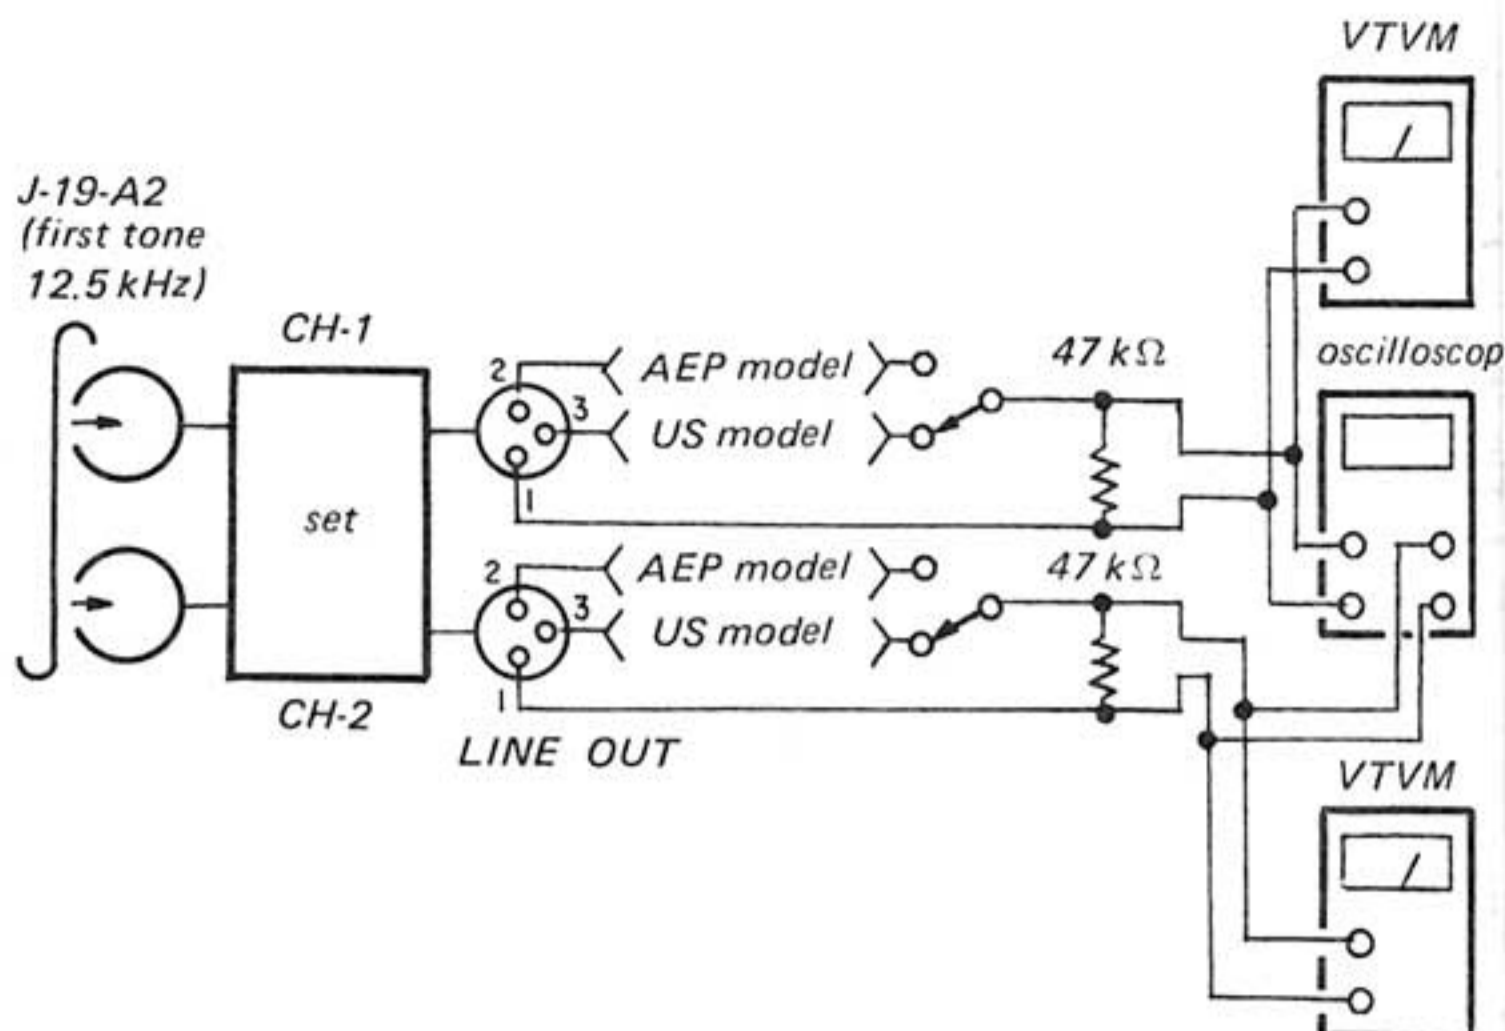 VTVM
J-19-A2
(first tone
12.5 kHz)
CH-1
set
CH-2
2
3
1
AEP model
US model
47 kΩ
oscilloscop
2
3
1
AEP model
US model
47 kΩ
LINE OUT
VTVM